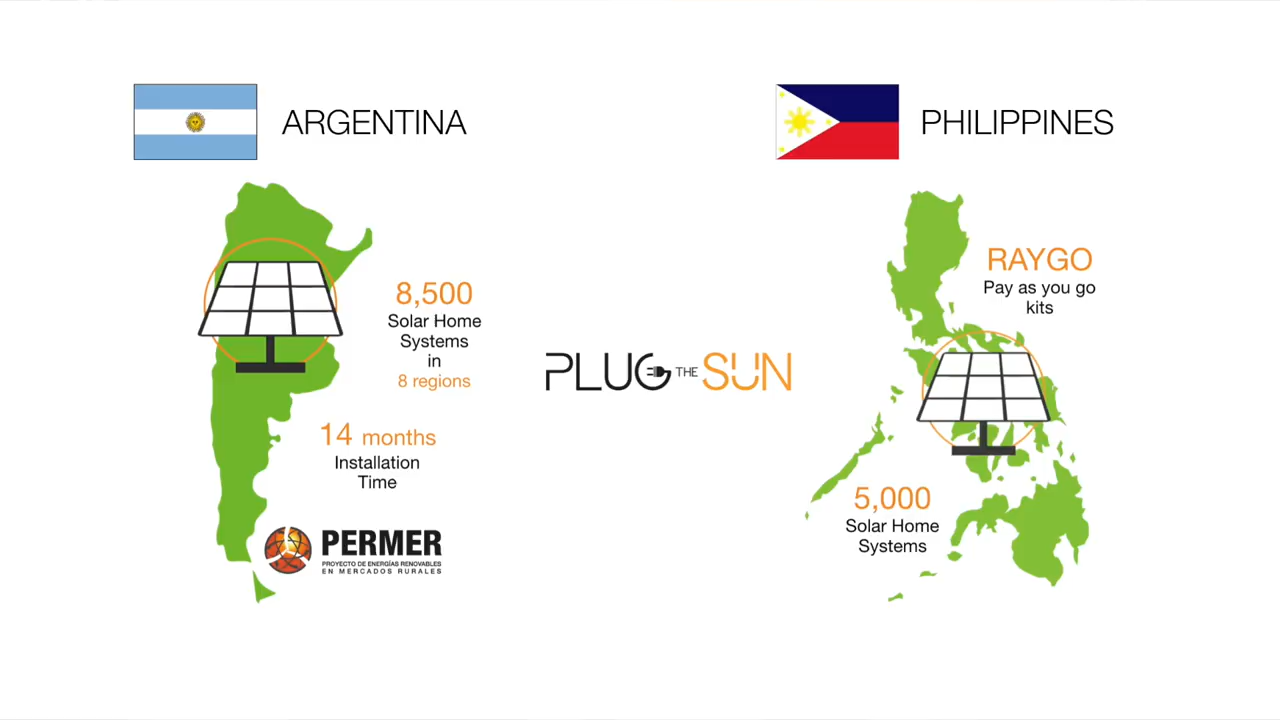 ARGENTINA
8,500
Solar Home
Systems
in
8 regions
14 months
Installation
Time
PERMER
PROYECTO DE ENERGÍAS RENOVABLES
EN MERCADOS RURALES
PLUG THE SUN
PHILIPPINES
RAYGO
Pay as you go
kits
5,000
Solar Home
Systems